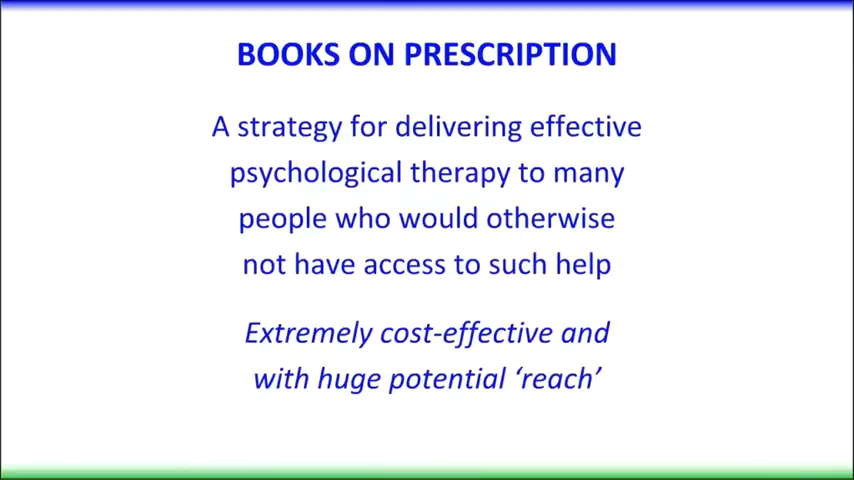 BOOKS ON PRESCRIPTION
A strategy for delivering effective
psychological therapy to many
people who would otherwise
not have access to such help
Extremely cost-effective and
with huge potential ‘reach’